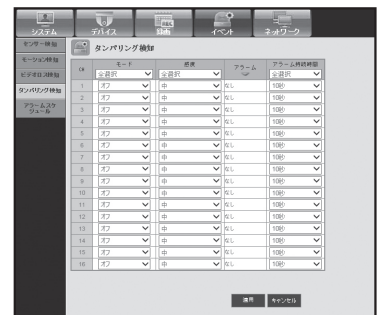 システム
デバイス
REC
録画
イベント
ネットワーク
センサー検知
モーション検知
ビデオロス検知
タンパリング検知
アラームスケジュール
タンパリング検知
CH モード 感度 アラーム アラーム持続時間
全選択 全選択 全選択
1 オフ 中 なし 10秒
2 オフ 中 なし 10秒
3 オフ 中 なし 10秒
4 オフ 中 なし 10秒
5 オフ 中 なし 10秒
6 オフ 中 なし 10秒
7 オフ 中 なし 10秒
8 オフ 中 なし 10秒
9 オフ 中 なし 10秒
10 オフ 中 なし 10秒
11 オフ 中 なし 10秒
12 オフ 中 なし 10秒
13 オフ 中 なし 10秒
14 オフ 中 なし 10秒
15 オフ 中 なし 10秒
16 オフ 中 なし 10秒
適用 キャンセル